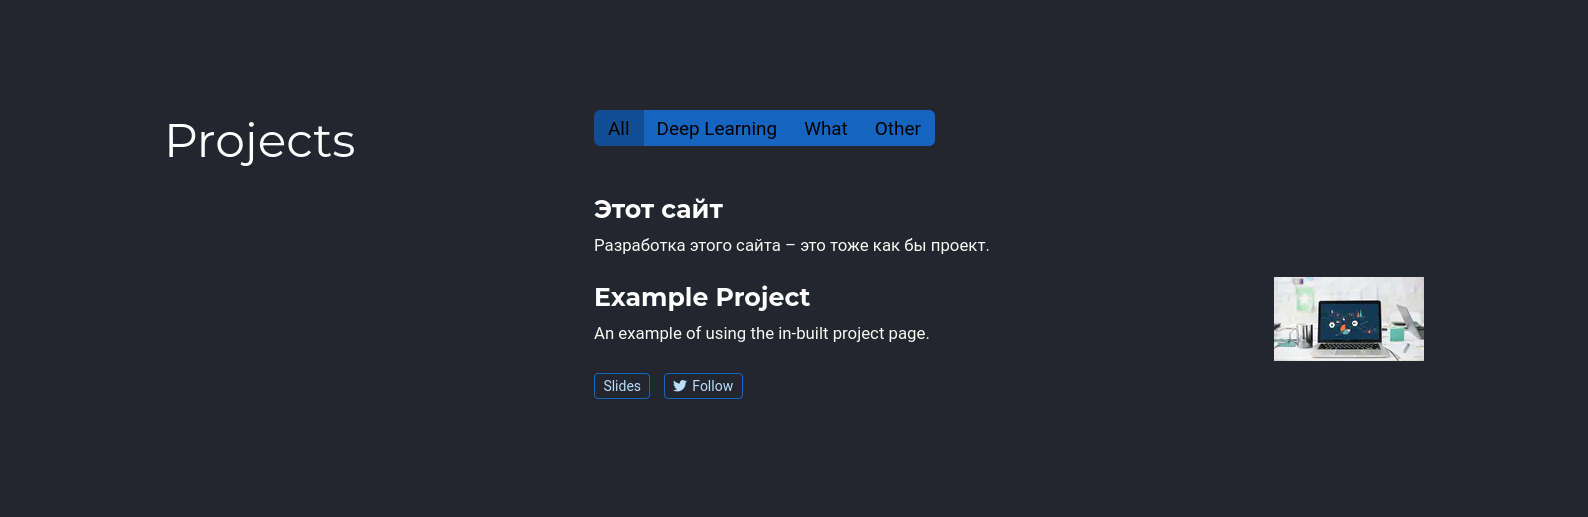 Projects
All Deep Learning What Other
Этот сайт
Разработка этого сайта – это тоже как бы проект.
Example Project
An example of using the in-built project page.
Slides Follow